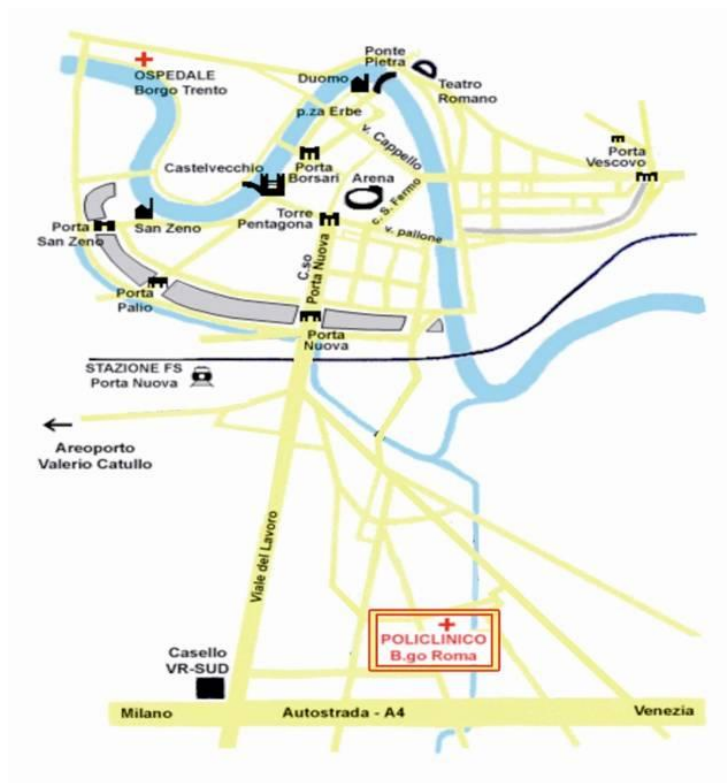 Ponte
Pietra
OSPEDALE
Borgo Trento
Duomo
Teatro
Romano
p.za Erbe
v. Cappello
Porta
Vescovo
Castelvecchio
Porta
Borsari
Arena
c. S. Fermo
Torre
Pentagona
v. pallone
Porta
San Zeno
San Zeno
C.so
Porta Nuova
Porta
Palio
Porta
Nuova
STAZIONE FS
Porta Nuova
Areoporto
Valerio Catullo
Viale del Lavoro
POLICLINICO
B.go Roma
Casello
VR-SUD
Milano
Autostrada - A4
Venezia